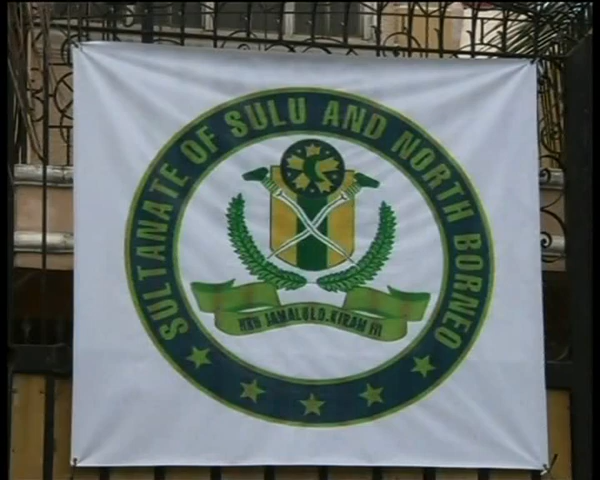 SULTANATE OF SULU AND NORTH BORNEO
HRH JAMALUL D. KIRAM III